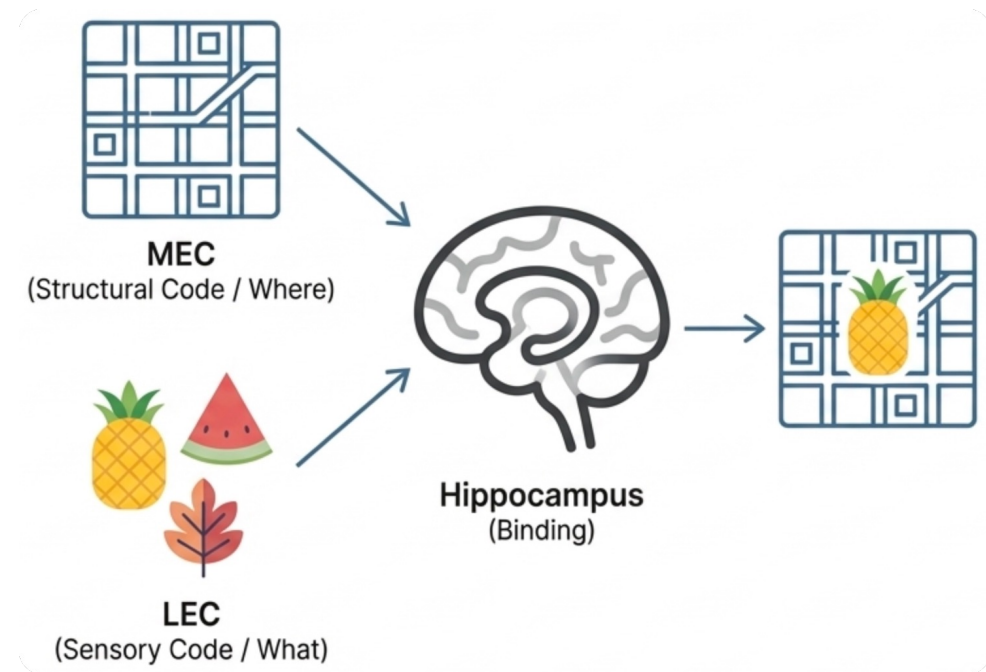 MEC
(Structural Code / Where)
LEC
(Sensory Code / What)
Hippocampus
(Binding)